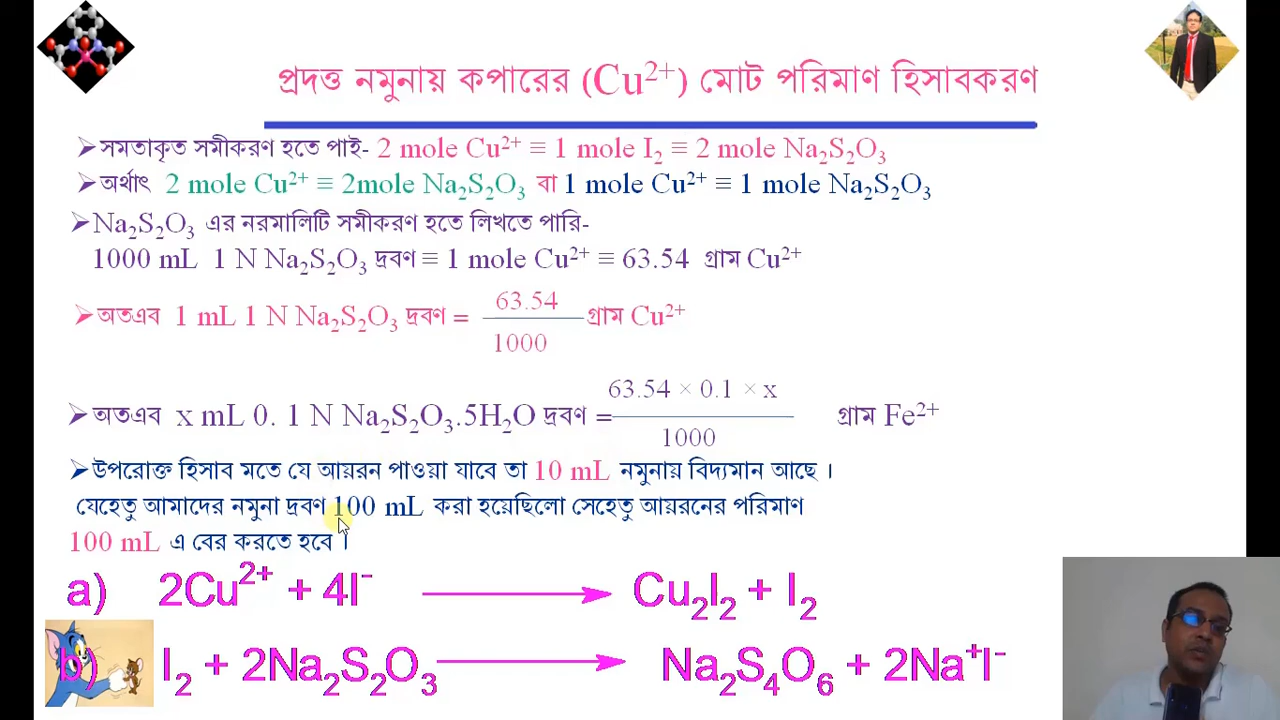 প্রদত্ত নমুনায় কপারের (Cu²⁺) মোট পরিমাণ হিসাবকরণ
➢সমতাকৃত সমীকরণ হতে পাই- 2 mole Cu²⁺ ≡ 1 mole I₂ ≡ 2 mole Na₂S₂O₃
➢অর্থাৎ 2 mole Cu²⁺ ≡ 2mole Na₂S₂O₃ বা 1 mole Cu²⁺ ≡ 1 mole Na₂S₂O₃
➢Na₂S₂O₃ এর নরমালিটি সমীকরণ হতে লিখতে পারি-
1000 mL 1 N Na₂S₂O₃ দ্রবণ ≡ 1 mole Cu²⁺ ≡ 63.54 গ্রাম Cu²⁺
63.54
➢অতএব 1 mL 1 N Na₂S₂O₃ দ্রবণ = গ্রাম Cu²⁺
1000
63.54 × 0.1 × x
➢অতএব x mL 0. 1 N Na₂S₂O₃.5H₂O দ্রবণ = গ্রাম Fe²⁺
1000
➢উপরোক্ত হিসাব মতে যে আয়রন পাওয়া যাবে তা 10 mL নমুনায় বিদ্যমান আছে ।
যেহেতু আমাদের নমুনা দ্রবণ 100 mL করা হয়েছিলো সেহেতু আয়রনের পরিমাণ
100 mL এ বের করতে হবে ।
a) 2Cu²⁺ + 4I⁻ ⟶ Cu₂I₂ + I₂
b) I₂ + 2Na₂S₂O₃ ⟶ Na₂S₄O₆ + 2Na⁺I⁻